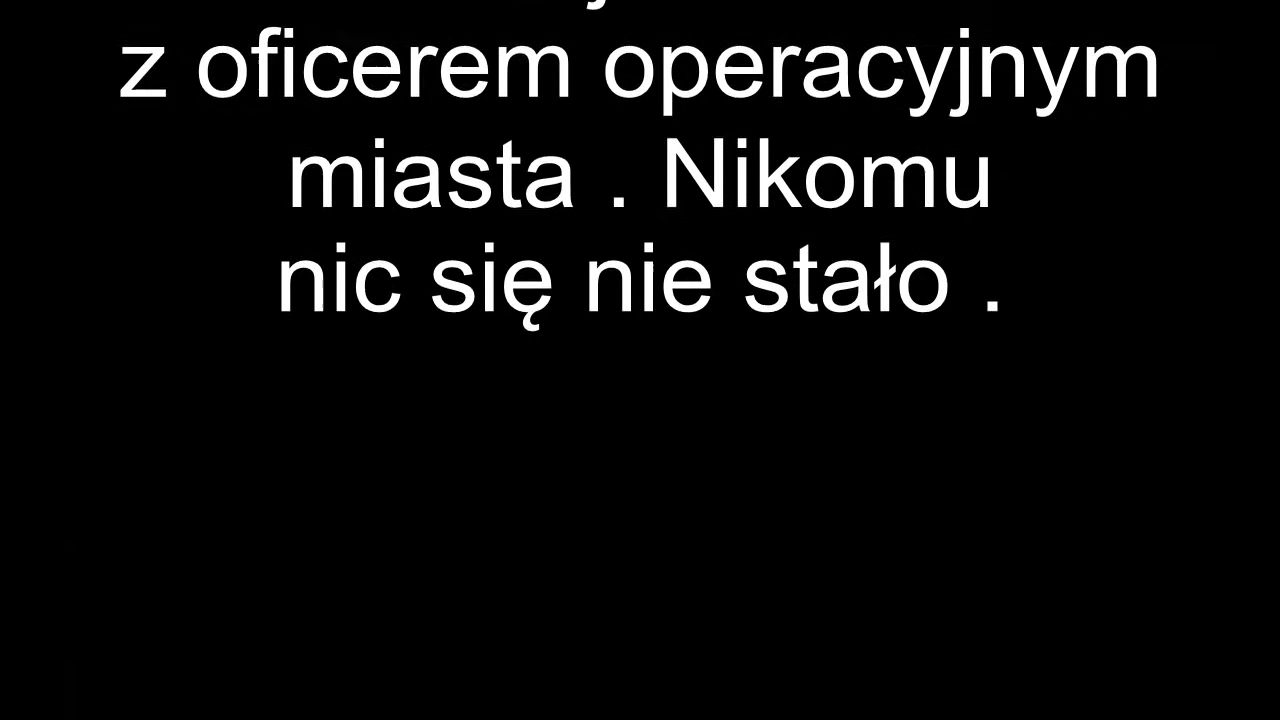 z oficerem operacyjnym
miasta . Nikomu
nic się nie stało .